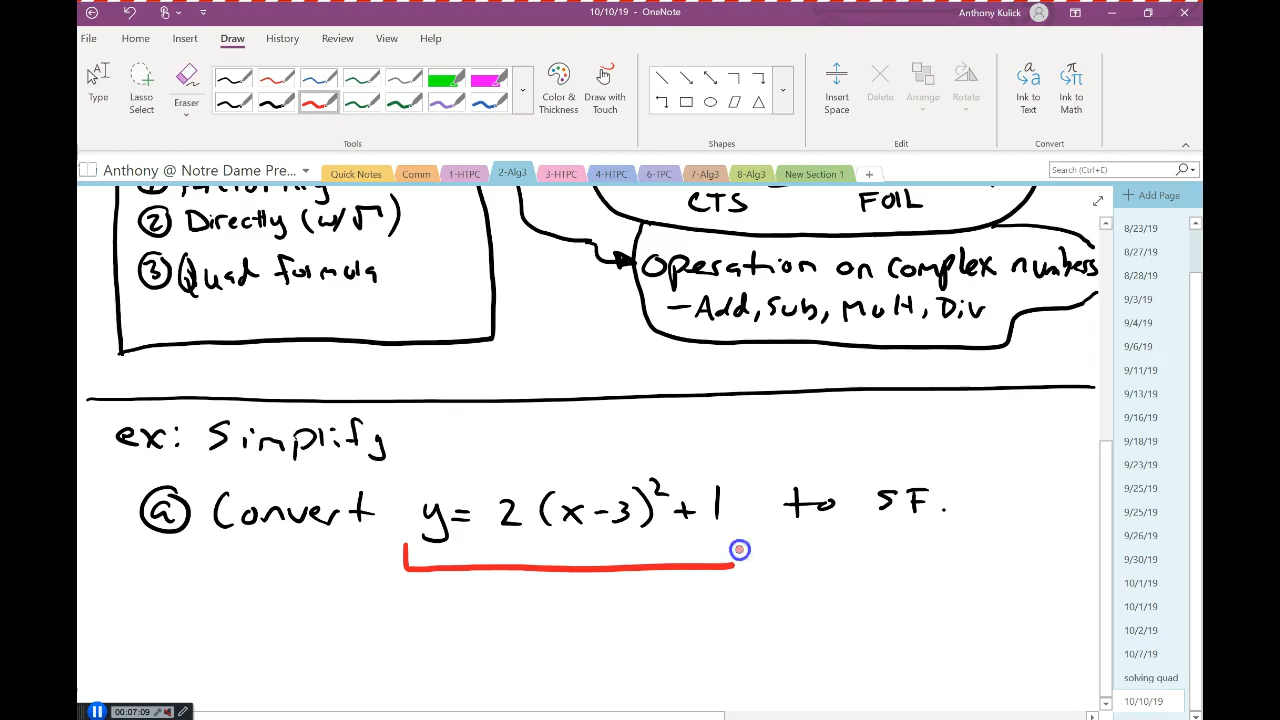 10/10/19 - OneNote
Anthony Kulick
File Home Insert Draw History Review View Help
Type
Lasso Select
Eraser
Color & Thickness
Draw with Touch
Insert Space
Delete
Arrange
Rotate
Ink to Text
Ink to Math
Tools
Shapes
Edit
Convert
Anthony @ Notre Dame Pre...
Quick Notes Comm 1-HTPC 2-Alg3 3-HTPC 4-HTPC 6-TPC 7-Alg3 8-Alg3 New Section 1
Search (Ctrl+E)
② Directly (w/√‾)
③ Quad formula
CTS FOIL
Operation on complex numbers
- Add, Sub, Mult, Div
ex: Simplify
ⓐ Convert y = 2(x-3)² + 1 to SF.
Add Page
8/23/19
8/27/19
8/28/19
9/3/19
9/4/19
9/6/19
9/11/19
9/13/19
9/16/19
9/18/19
9/23/19
9/25/19
9/25/19
9/26/19
9/30/19
10/1/19
10/1/19
10/2/19
10/7/19
solving quad
10/10/19
00:07:09